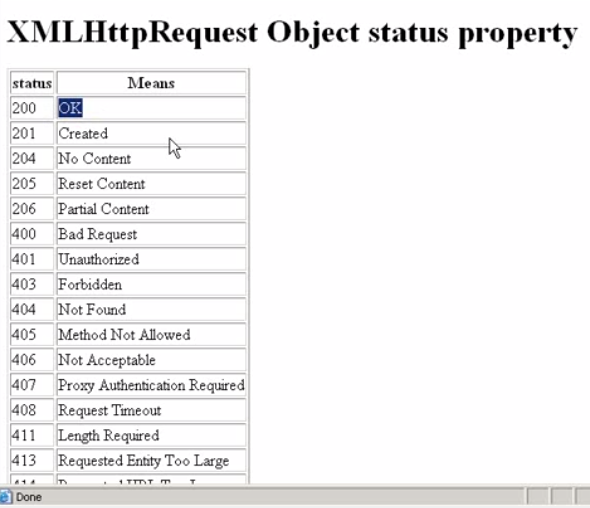 XMLHttpRequest Object status property
status Means
200 OK
201 Created
204 No Content
205 Reset Content
206 Partial Content
400 Bad Request
401 Unauthorized
403 Forbidden
404 Not Found
405 Method Not Allowed
406 Not Acceptable
407 Proxy Authentication Required
408 Request Timeout
411 Length Required
413 Requested Entity Too Large
Done